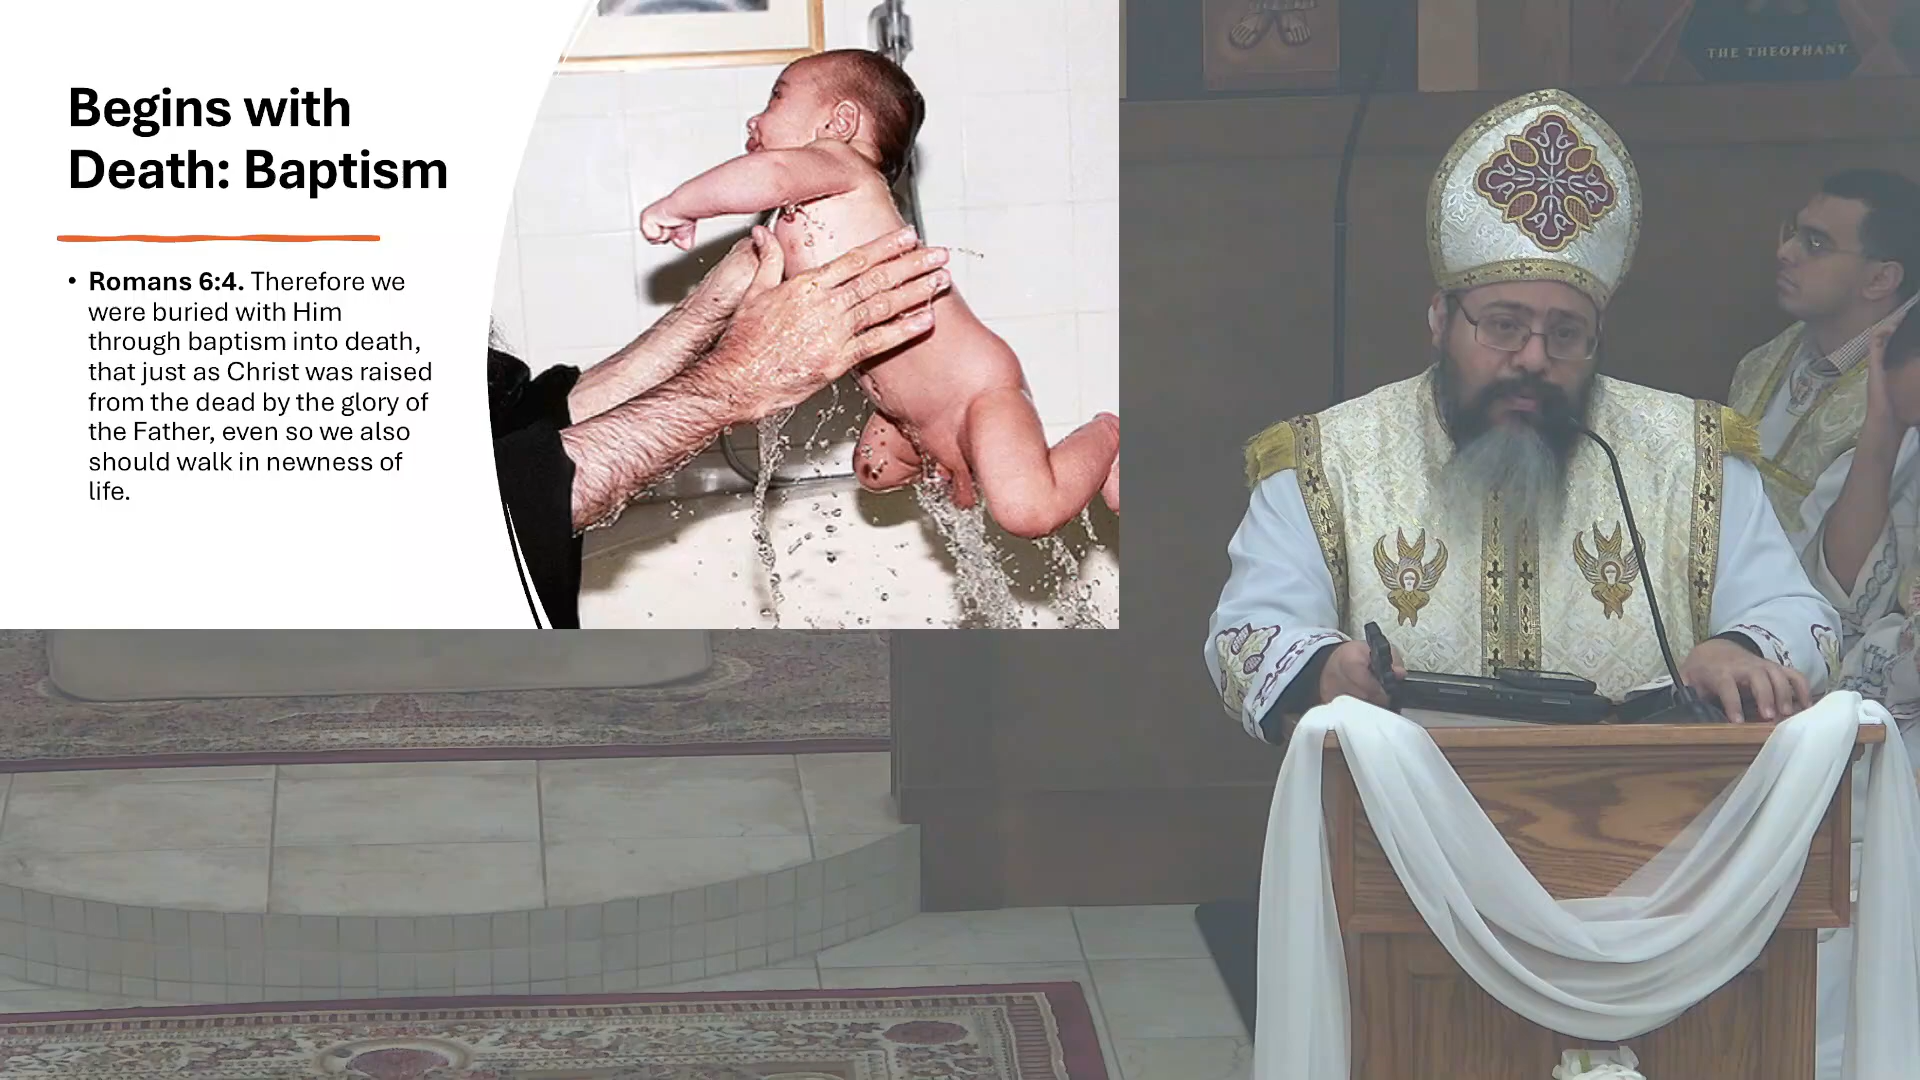 Begins with
Death: Baptism
• Romans 6:4. Therefore we
were buried with Him
through baptism into death,
that just as Christ was raised
from the dead by the glory of
the Father, even so we also
should walk in newness of
life.
THE THEOPHANY